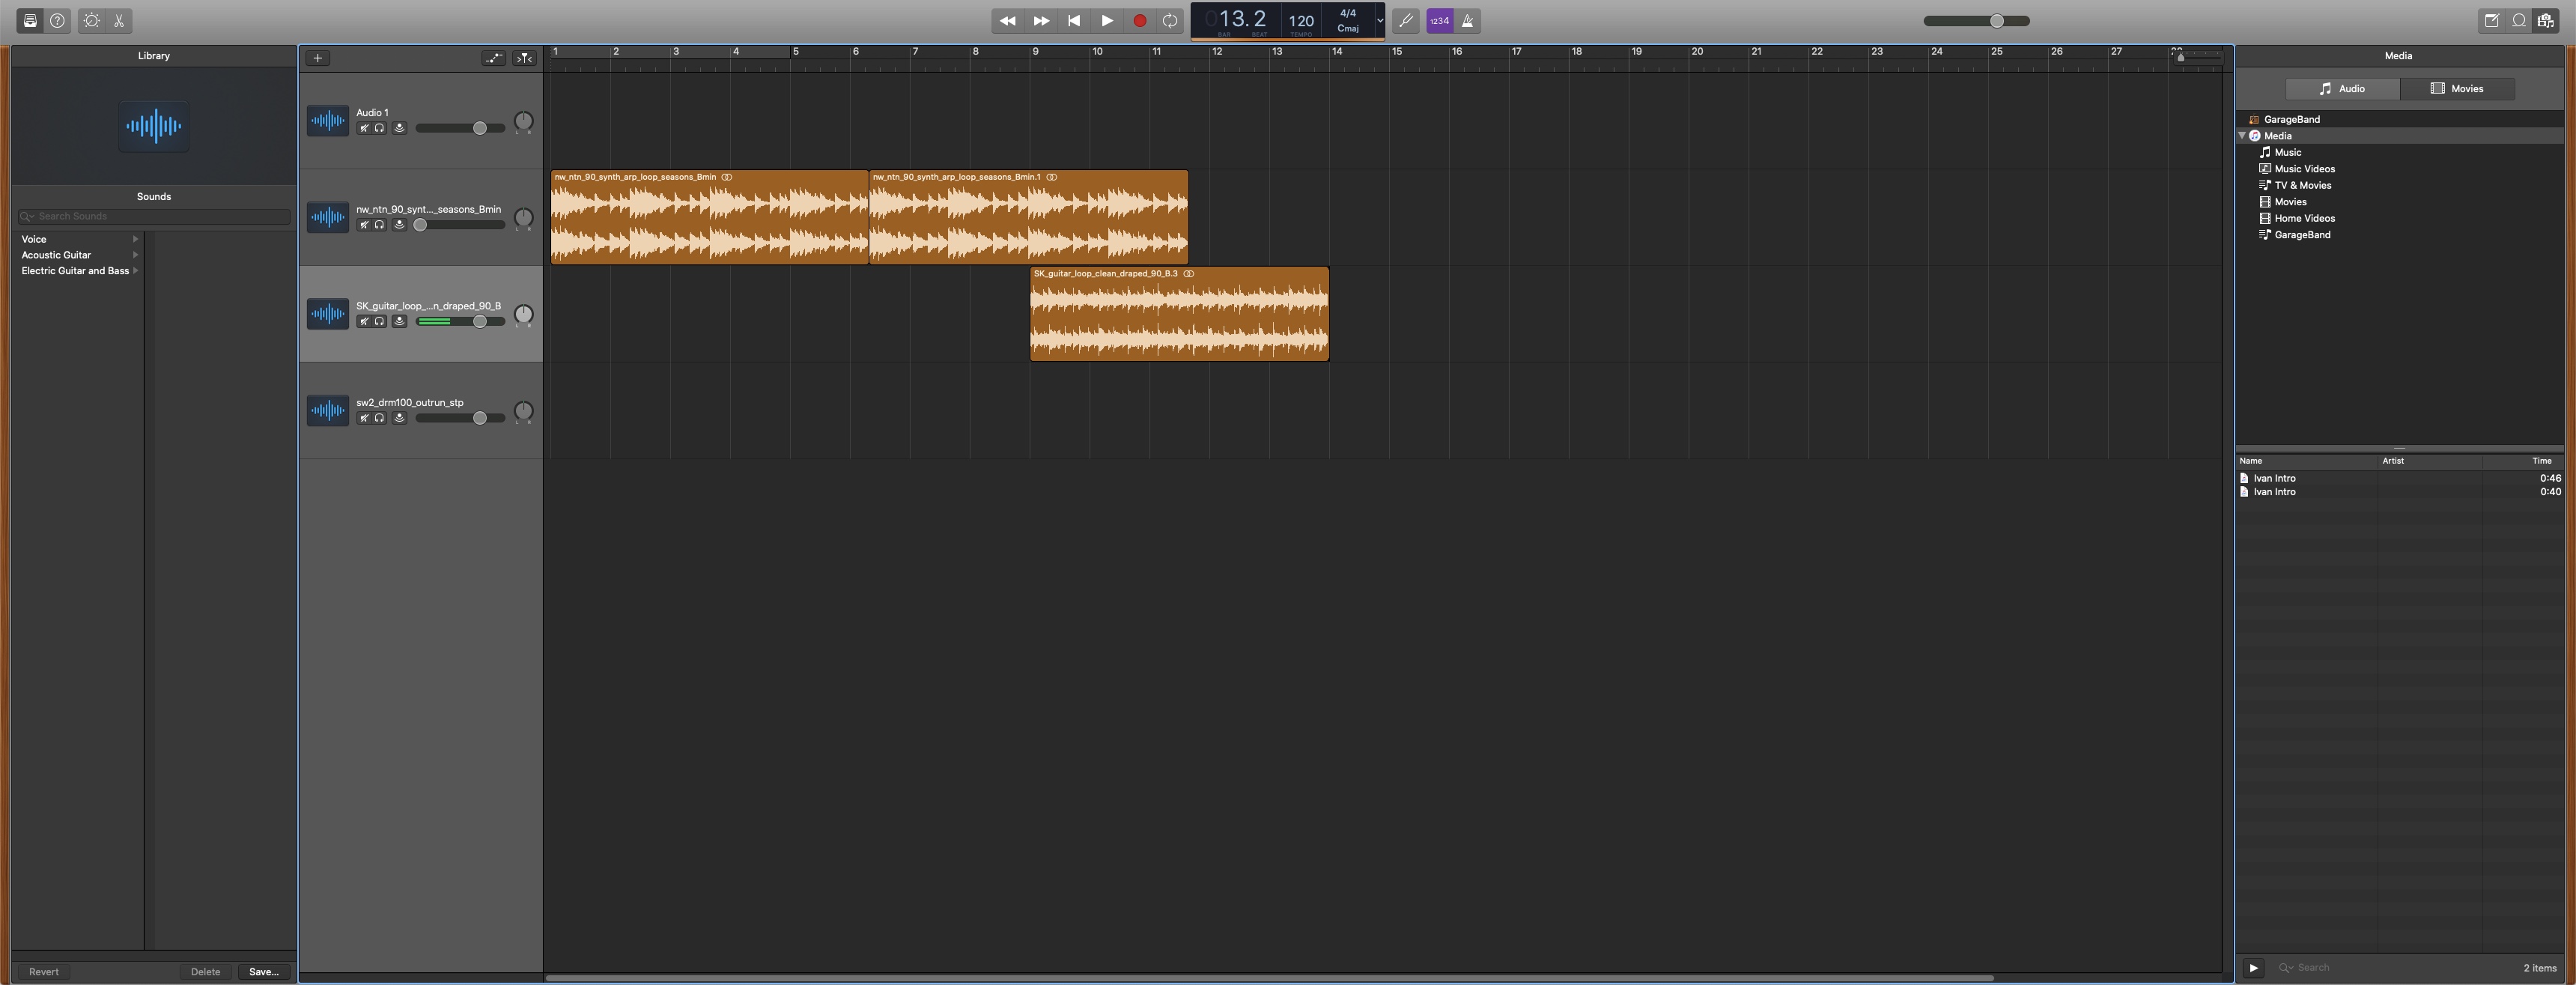 013. 2
120
4/4
Cmaj
BAR
BEAT
TEMPO
1234
Library
Sounds
Search Sounds
Voice
Acoustic Guitar
Electric Guitar and Bass
Revert
Delete
Save...
1 2 3 4 5 6 7 8 9 10 11 12 13 14 15 16 17 18 19 20 21 22 23 24 25 26 27
Audio 1
L R
nw_ntn_90_synt..._seasons_Bmin
L R
nw_ntn_90_synth_arp_loop_seasons_Bmin
nw_ntn_90_synth_arp_loop_seasons_Bmin.1
SK_guitar_loop_...n_draped_90_B
L R
SK_guitar_loop_clean_draped_90_B.3
sw2_drm100_outrun_stp
L R
Media
Audio
Movies
GarageBand
Media
Music
Music Videos
TV & Movies
Movies
Home Videos
GarageBand
Name Artist Time
Ivan Intro 0:46
Ivan Intro 0:40
Search
2 items